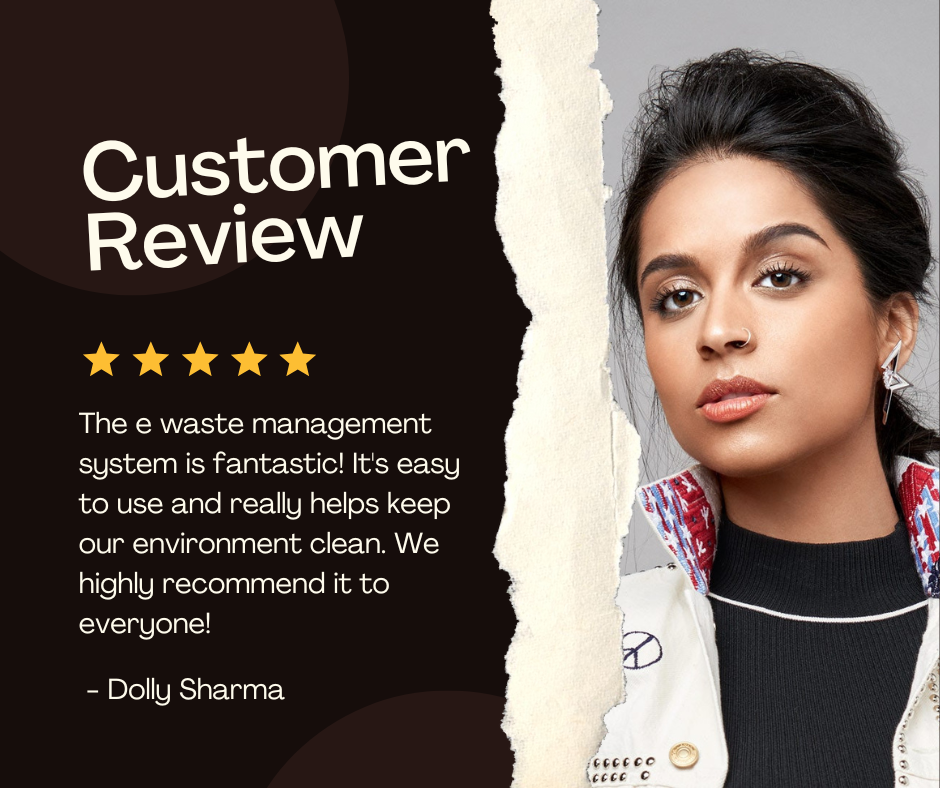 Customer
Review
The e waste management
system is fantastic! It's easy
to use and really helps keep
our environment clean. We
highly recommend it to
everyone!
- Dolly Sharma